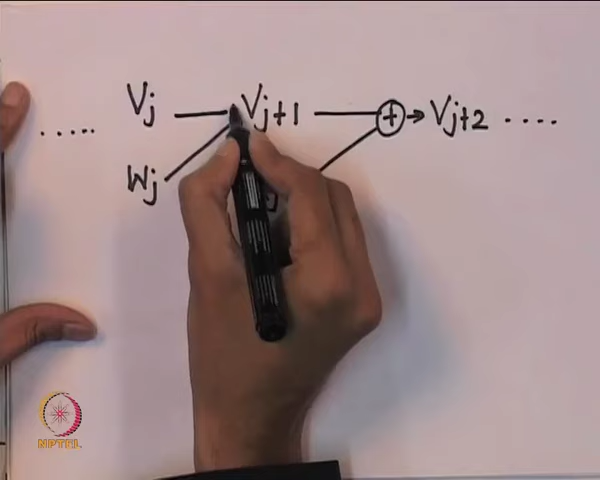 ..... Vj Vj+1 + → Vj+2 ....
Wj
NPTEL